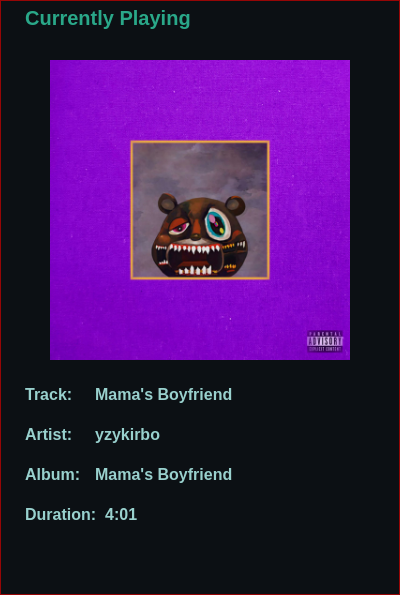 Currently Playing
PARENTAL
ADVISORY
EXPLICIT CONTENT
Track: Mama's Boyfriend
Artist: yzykirbo
Album: Mama's Boyfriend
Duration: 4:01